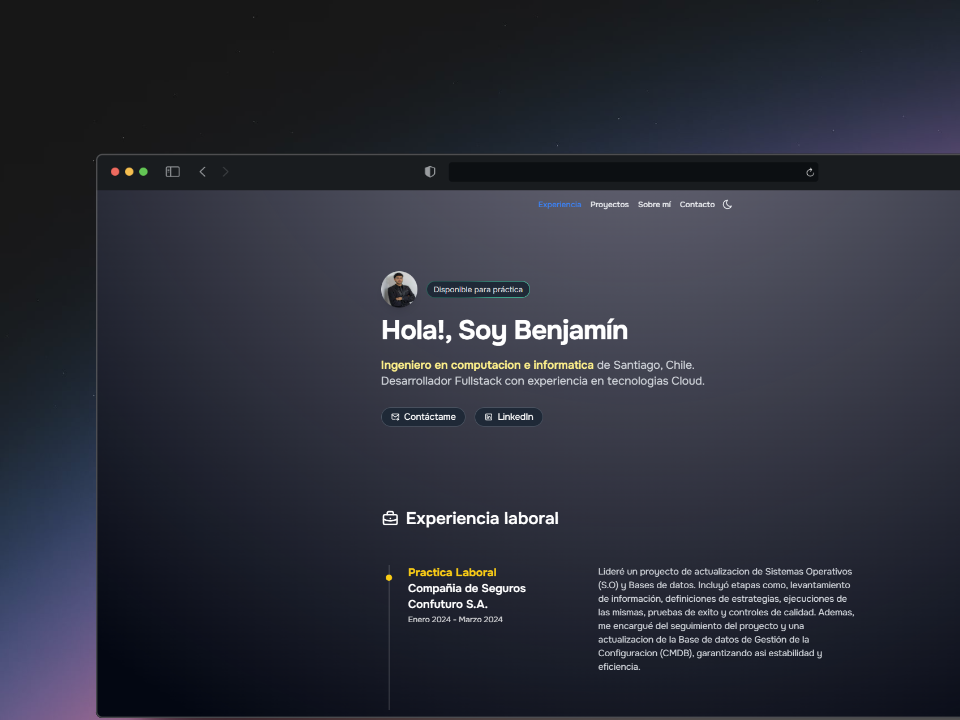 Experiencia Proyectos Sobre mí Contacto
Disponible para práctica
Hola!, Soy Benjamín
Ingeniero en computacion e informatica de Santiago, Chile.
Desarrollador Fullstack con experiencia en tecnologias Cloud.
Contáctame LinkedIn
Experiencia laboral
Practica Laboral
Compañia de Seguros
Confuturo S.A.
Enero 2024 - Marzo 2024
Lideré un proyecto de actualizacion de Sistemas Operativos
(S.O) y Bases de datos. Incluyó etapas como, levantamiento
de información, definiciones de estrategias, ejecuciones de
las mismas, pruebas de exito y controles de calidad. Ademas,
me encargué del seguimiento del proyecto y una
actualizacion de la Base de datos de Gestión de la
Configuracion (CMDB), garantizando asi estabilidad y
eficiencia.